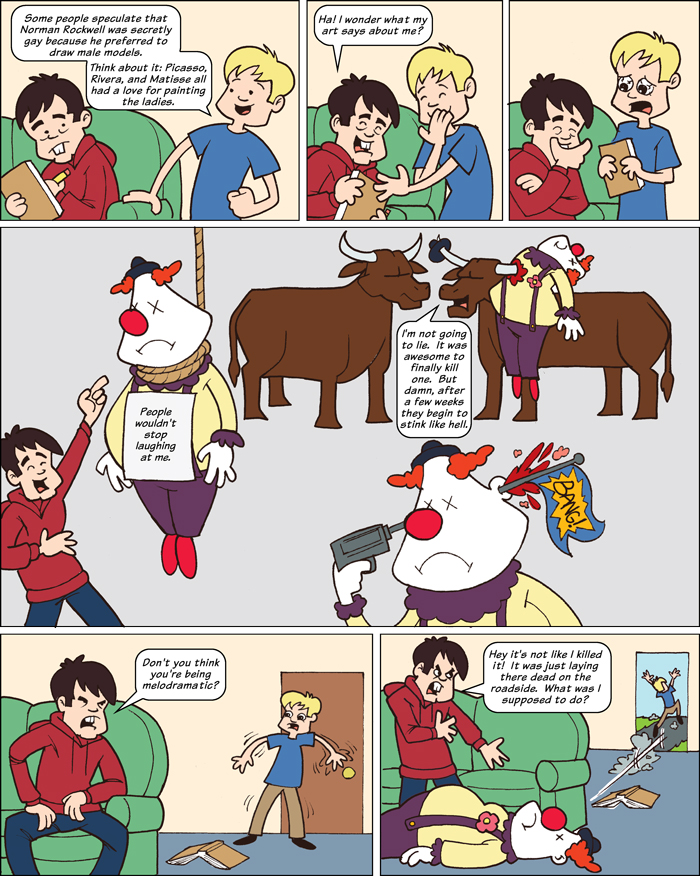 Some people speculate that
Norman Rockwell was secretly
gay because he preferred to
draw male models.
Think about it: Picasso,
Rivera, and Matisse all
had a love for painting
the ladies.
Ha! I wonder what my
art says about me?
People
wouldn't
stop
laughing
at me.
I'm not going
to lie. It was
awesome to
finally kill
one. But
damn, after
a few weeks
they begin to
stink like hell.
BANG!
Don't you think
you're being
melodramatic?
Hey it's not like I killed
it! It was just laying
there dead on the
roadside. What was I
supposed to do?